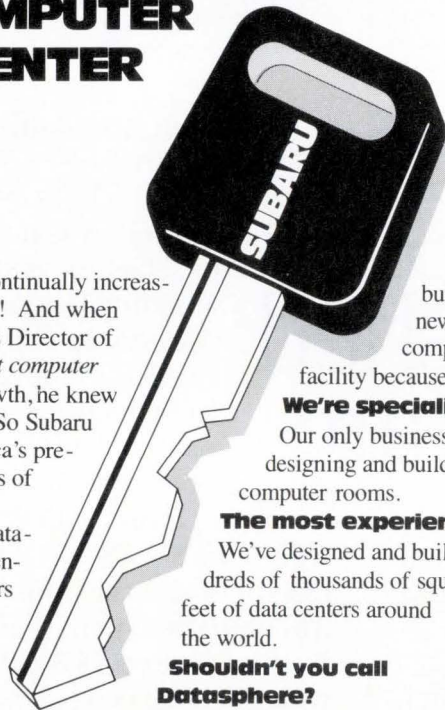 MPUTER
ENTER
SUBARU
ontinually increas-
! And when
Director of
t computer
wth, he knew
So Subaru
ca's pre-
s of
ata-
en-
rs
bu
new
comp
facility because
We're speciali
Our only business
designing and build
computer rooms.
The most experien
We've designed and buil
dreds of thousands of squ
feet of data centers around
the world.
Shouldn't you call
Datasphere?